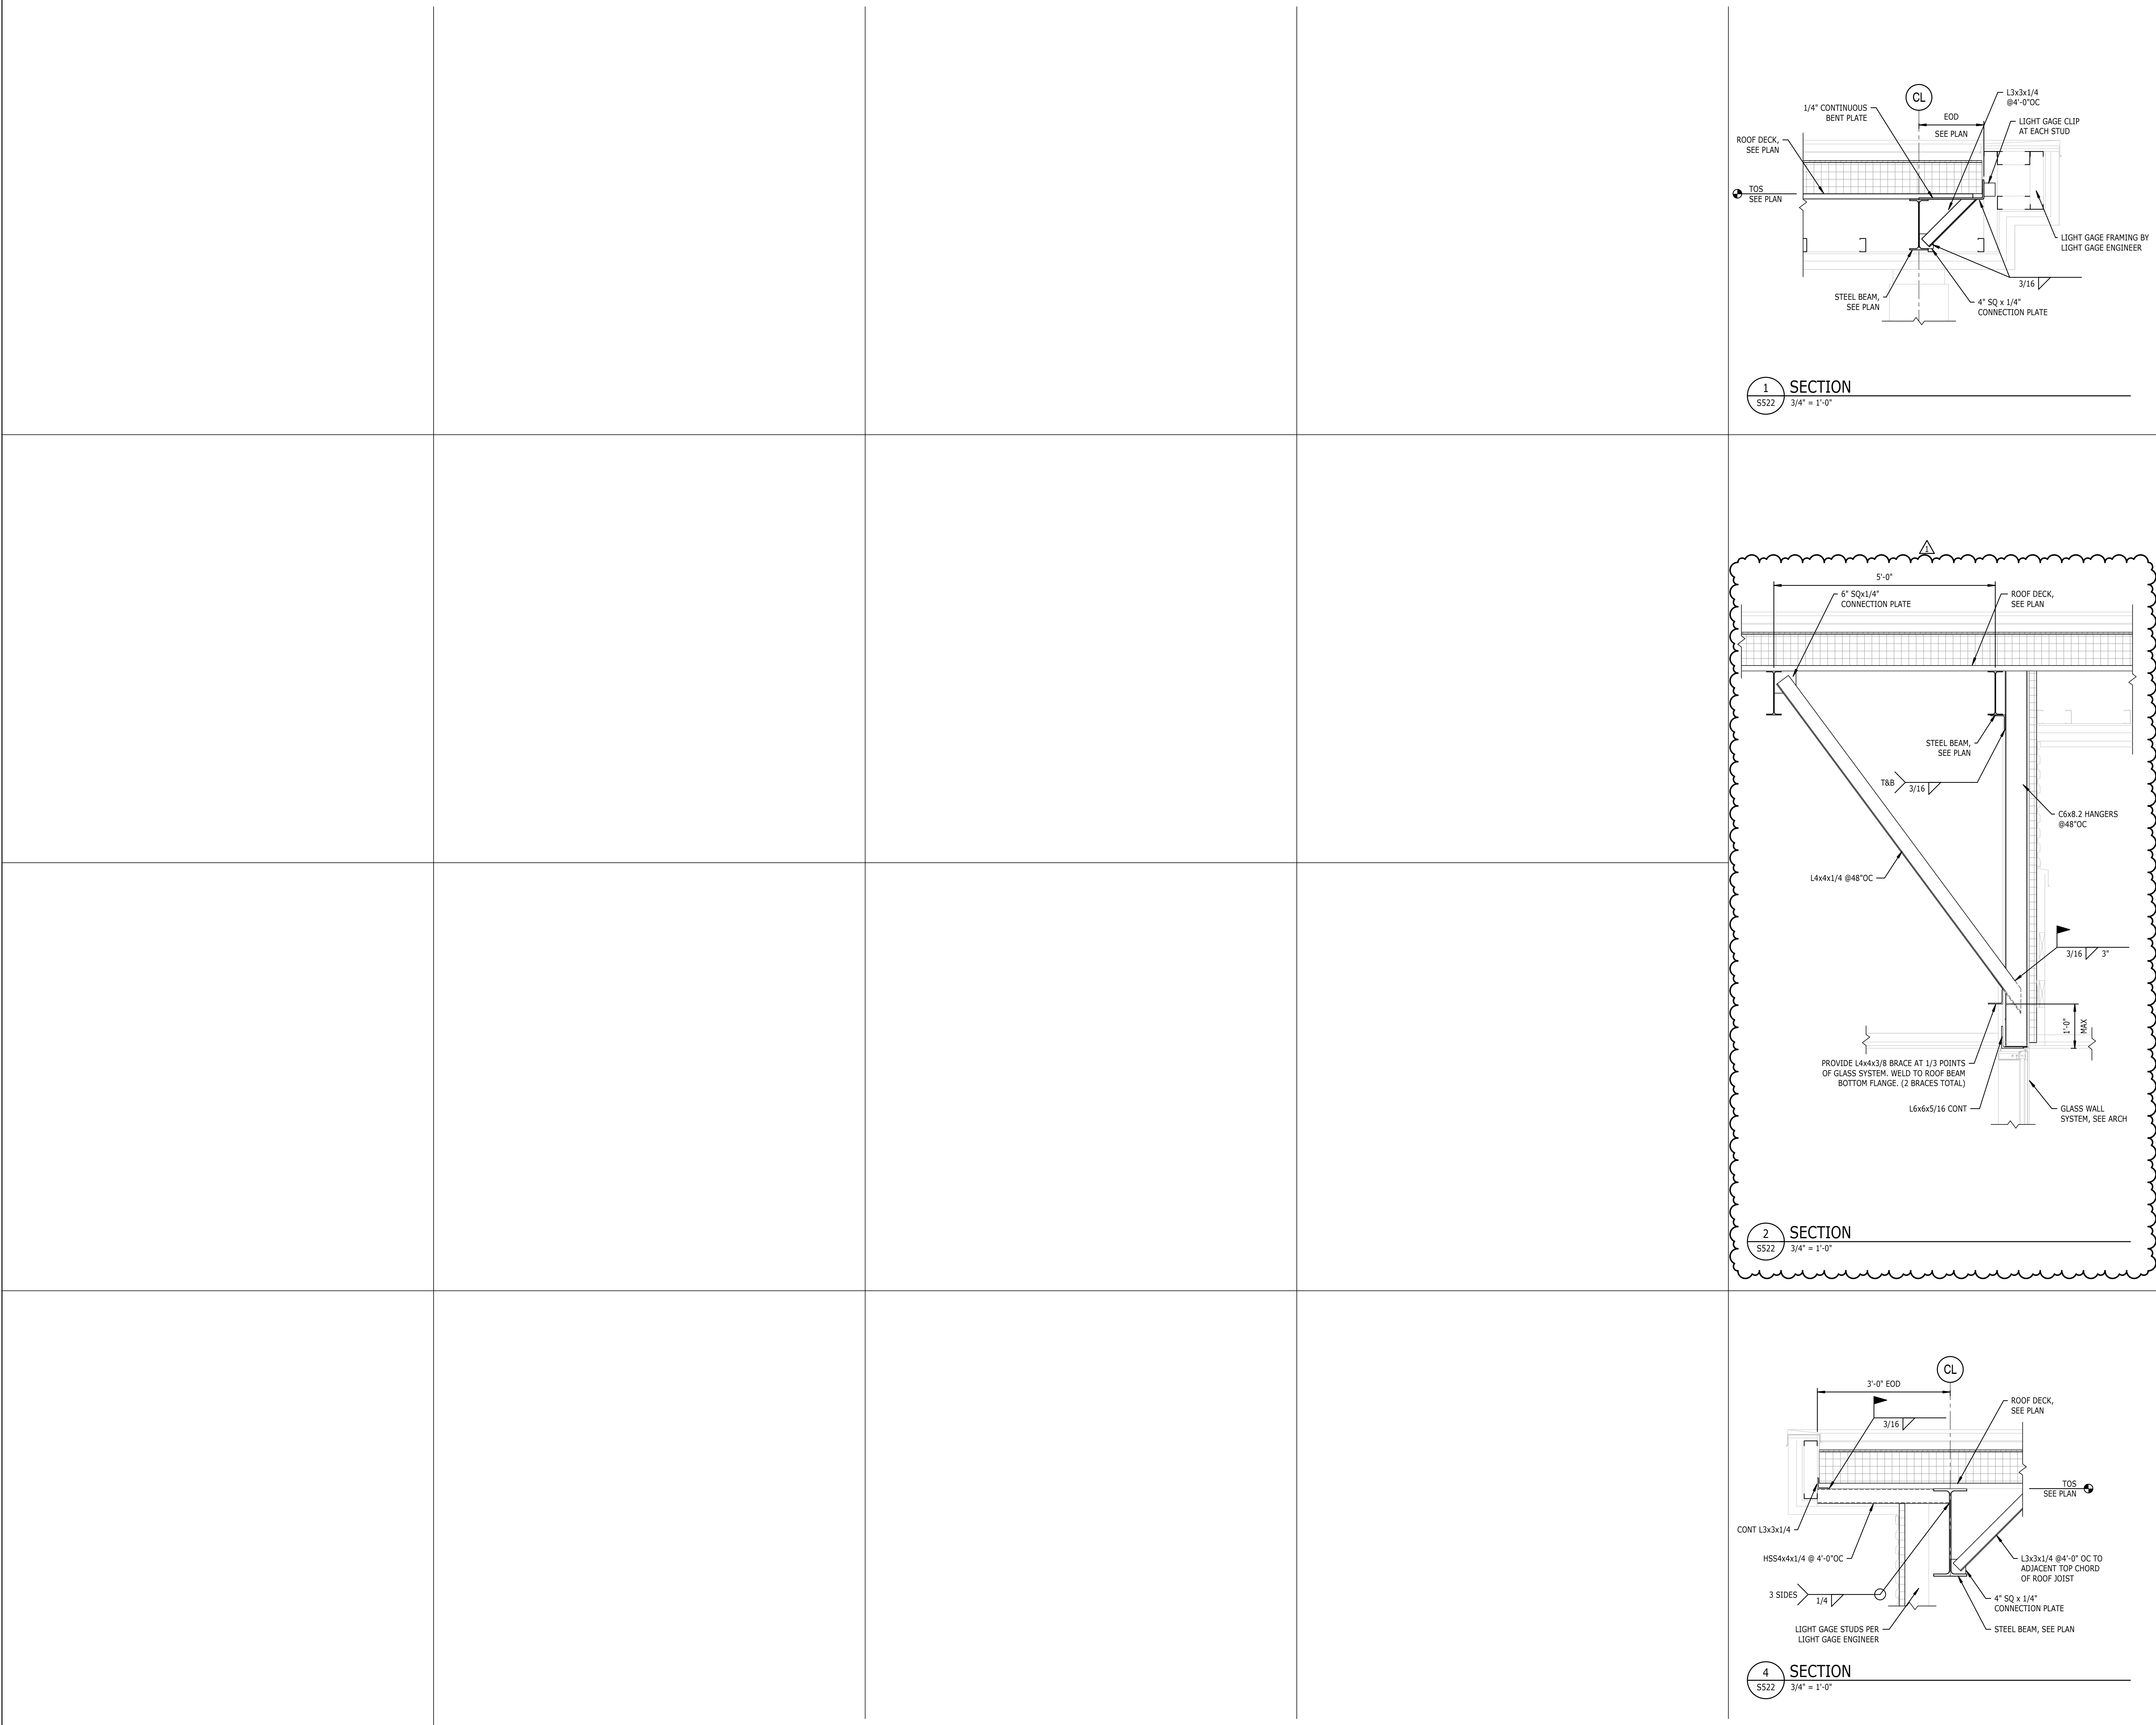 CL
L3x3x1/4
@4'-0"OC
1/4" CONTINUOUS
BENT PLATE
EOD
SEE PLAN
LIGHT GAGE CLIP
AT EACH STUD
ROOF DECK,
SEE PLAN
TOS
SEE PLAN
LIGHT GAGE FRAMING BY
LIGHT GAGE ENGINEER
3/16
STEEL BEAM,
SEE PLAN
4" SQ x 1/4"
CONNECTION PLATE
1
S522
SECTION
3/4" = 1'-0"
1
5'-0"
6" SQx1/4"
CONNECTION PLATE
ROOF DECK,
SEE PLAN
STEEL BEAM,
SEE PLAN
T&B
3/16
C6x8.2 HANGERS
@48"OC
L4x4x1/4 @48"OC
3/16
3"
1'-0"
MAX
PROVIDE L4x4x3/8 BRACE AT 1/3 POINTS
OF GLASS SYSTEM. WELD TO ROOF BEAM
BOTTOM FLANGE. (2 BRACES TOTAL)
L6x6x5/16 CONT
GLASS WALL
SYSTEM, SEE ARCH
2
S522
SECTION
3/4" = 1'-0"
CL
3'-0" EOD
ROOF DECK,
SEE PLAN
3/16
TOS
SEE PLAN
CONT L3x3x1/4
HSS4x4x1/4 @ 4'-0"OC
L3x3x1/4 @4'-0" OC TO
ADJACENT TOP CHORD
OF ROOF JOIST
3 SIDES
1/4
4" SQ x 1/4"
CONNECTION PLATE
LIGHT GAGE STUDS PER
LIGHT GAGE ENGINEER
STEEL BEAM, SEE PLAN
4
S522
SECTION
3/4" = 1'-0"